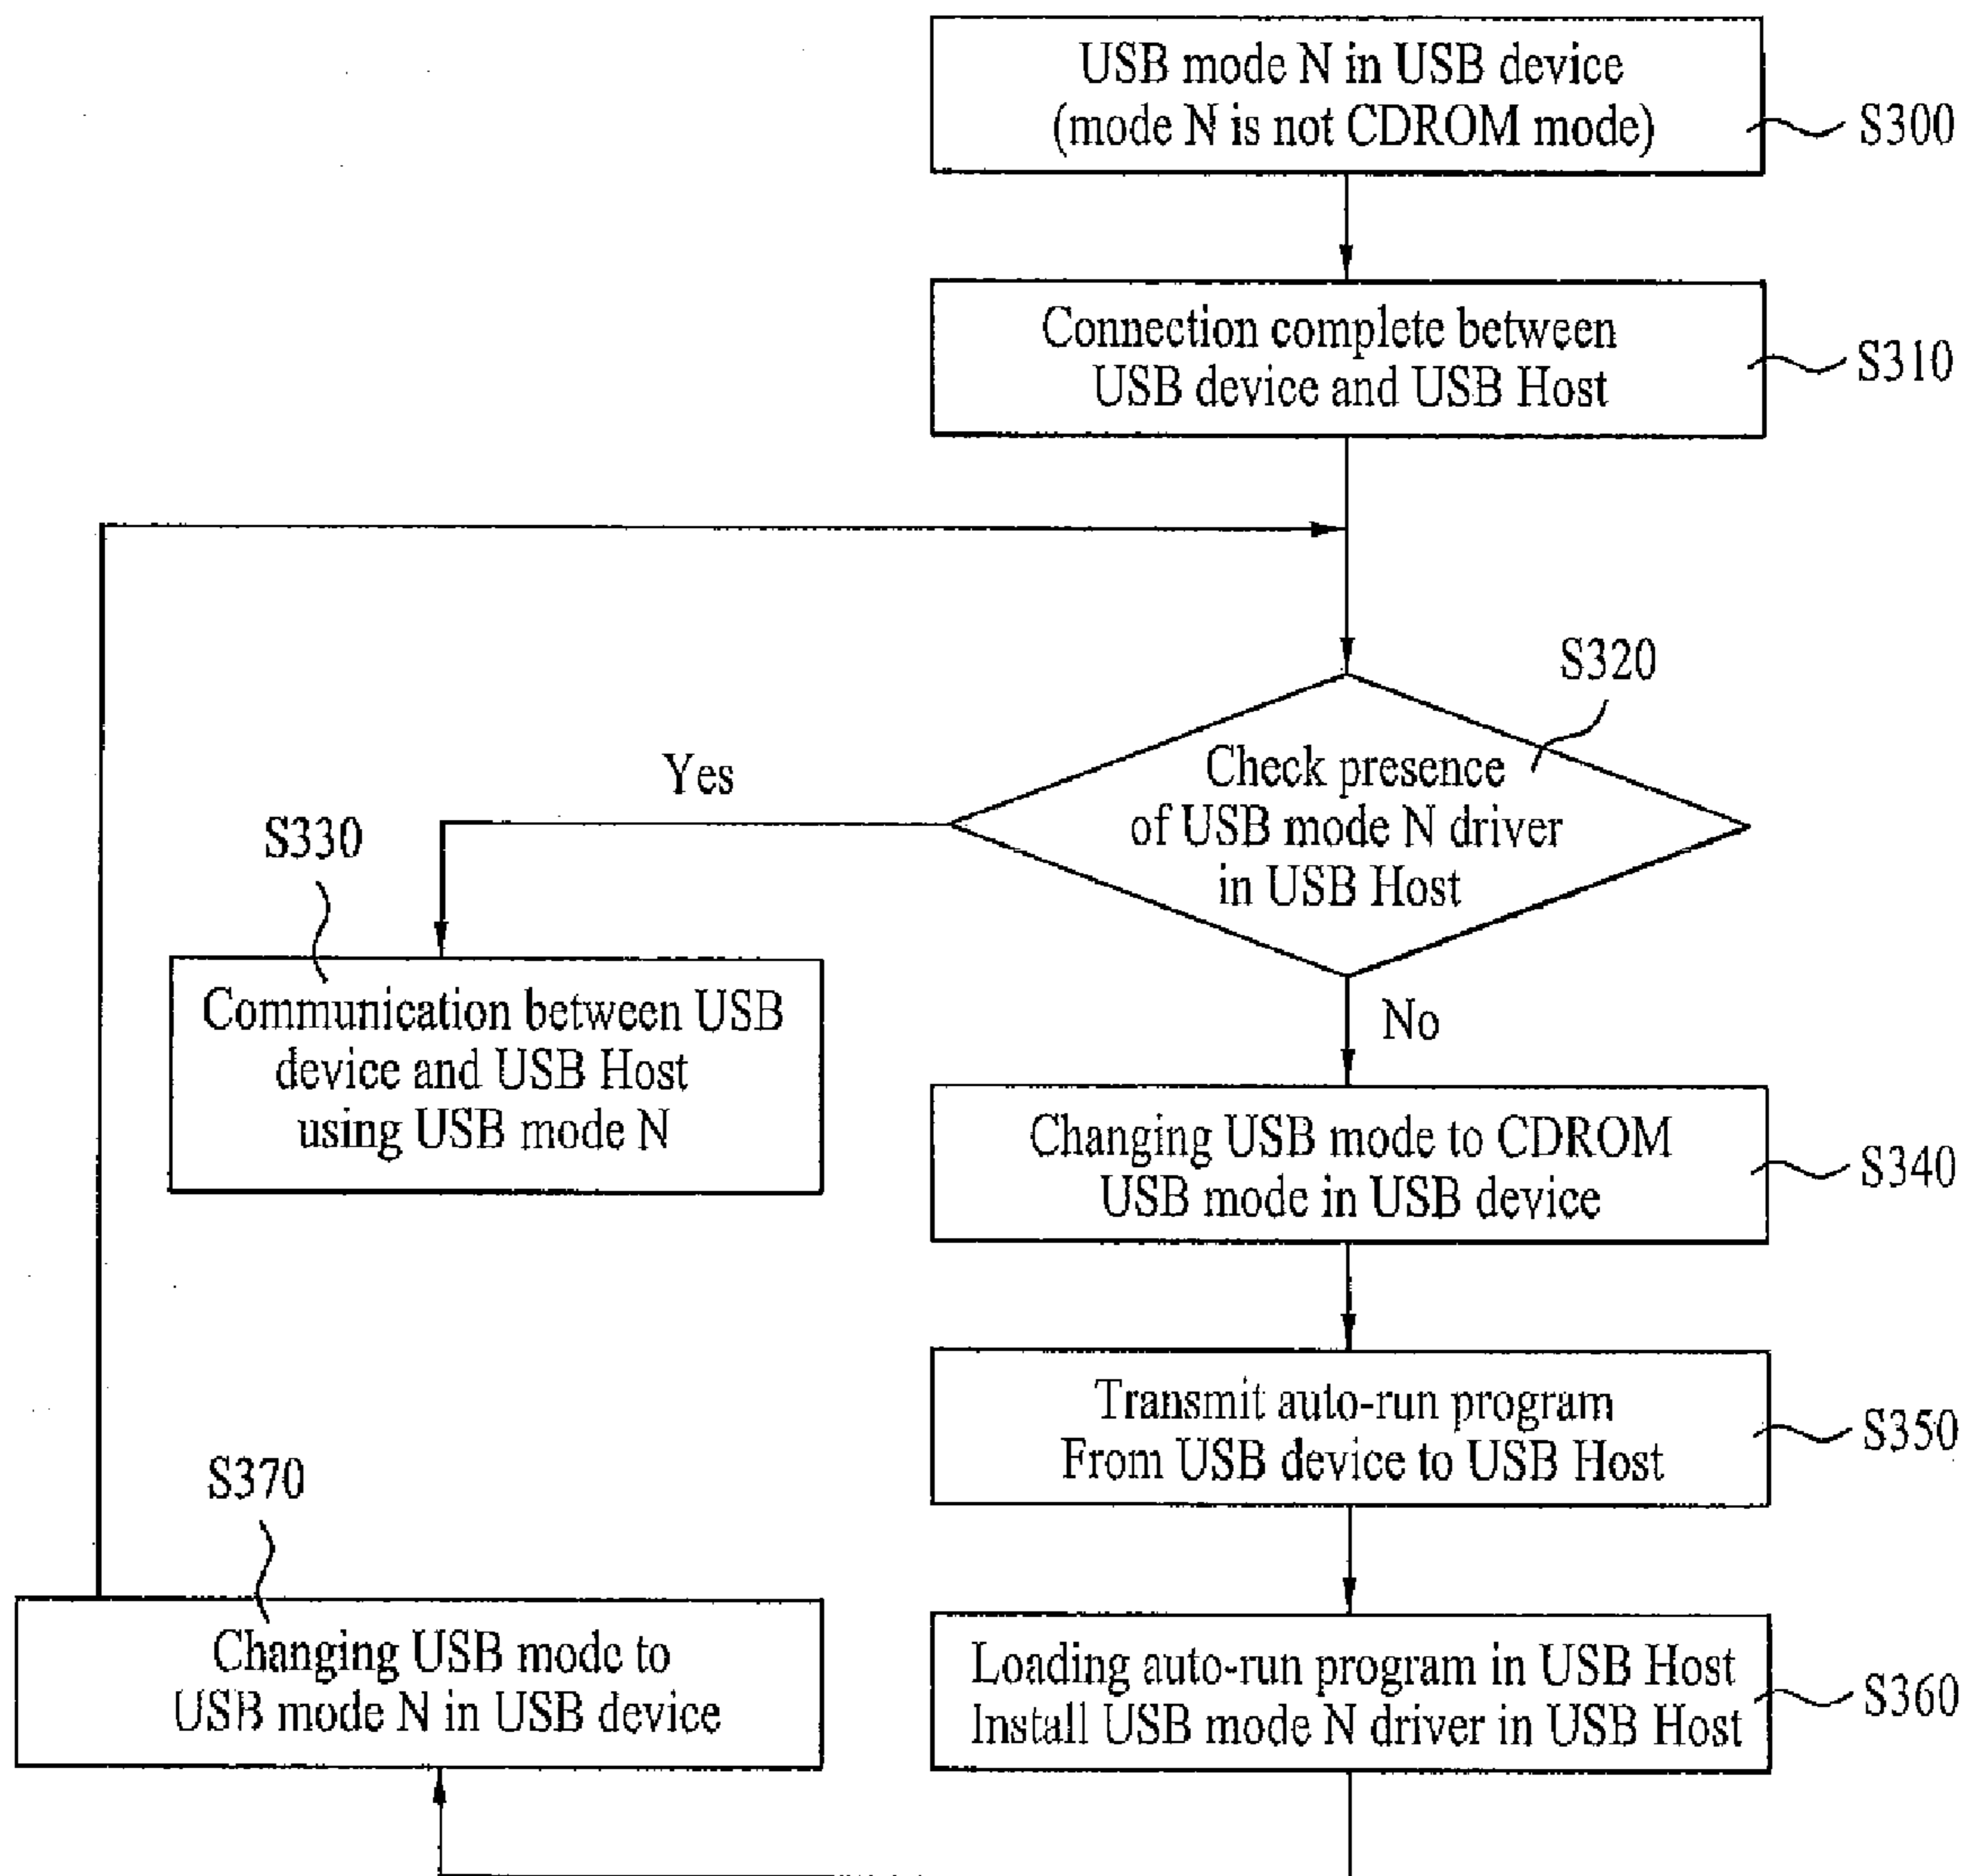 USB mode N in USB device
(mode N is not CDROM mode)
S300
Connection complete between
USB device and USB Host
S310
S320
Check presence
of USB mode N driver
in USB Host
Yes
No
S330
Communication between USB
device and USB Host
using USB mode N
Changing USB mode to CDROM
USB mode in USB device
S340
Transmit auto-run program
From USB device to USB Host
S350
Loading auto-run program in USB Host
Install USB mode N driver in USB Host
S360
S370
Changing USB mode to
USB mode N in USB device